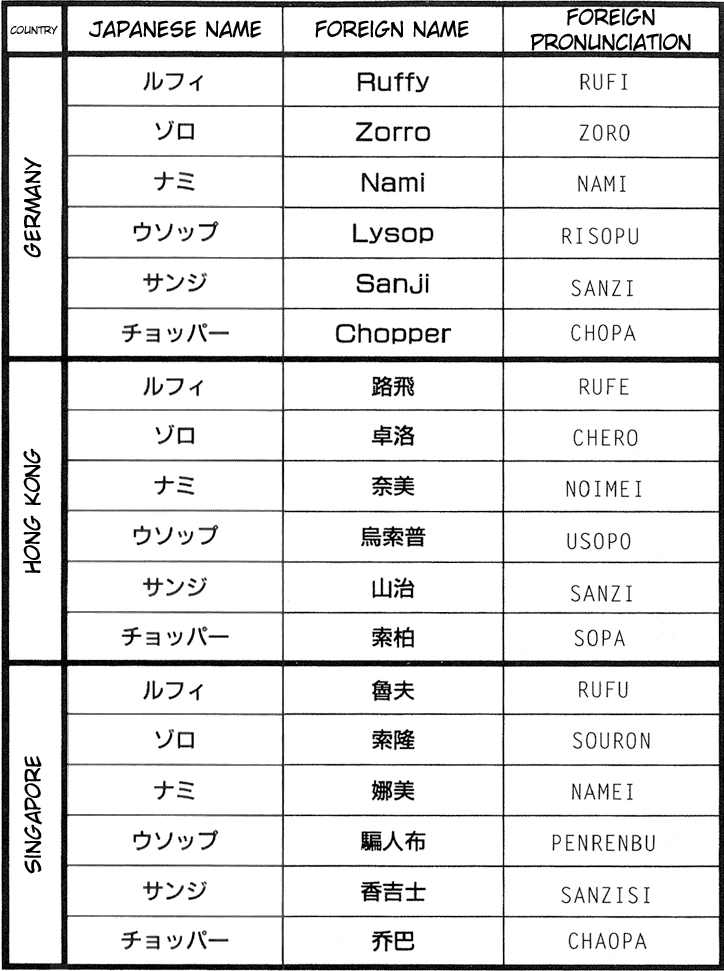 COUNTRY JAPANESE NAME FOREIGN NAME FOREIGN PRONUNCIATION
GERMANY
ルフィ Ruffy RUFI
ゾロ Zorro ZORO
ナミ Nami NAMI
ウソップ Lysop RISOPU
サンジ Sanji SANZI
チョッパー Chopper CHOPA
HONG KONG
ルフィ 路飛 RUFE
ゾロ 卓洛 CHERO
ナミ 奈美 NOIMEI
ウソップ 烏索普 USOPO
サンジ 山治 SANZI
チョッパー 索柏 SOPA
SINGAPORE
ルフィ 魯夫 RUFU
ゾロ 索隆 SOURON
ナミ 娜美 NAMEI
ウソップ 騙人布 PENRENBU
サンジ 香吉士 SANZISI
チョッパー 乔巴 CHAOPA